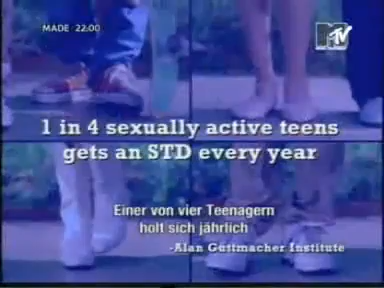 MADE 22.00
MTV
1 in 4 sexually active teens
gets an STD every year
Einer von vier Teenagern
holt sich jährlich
-Alan Guttmacher Institute